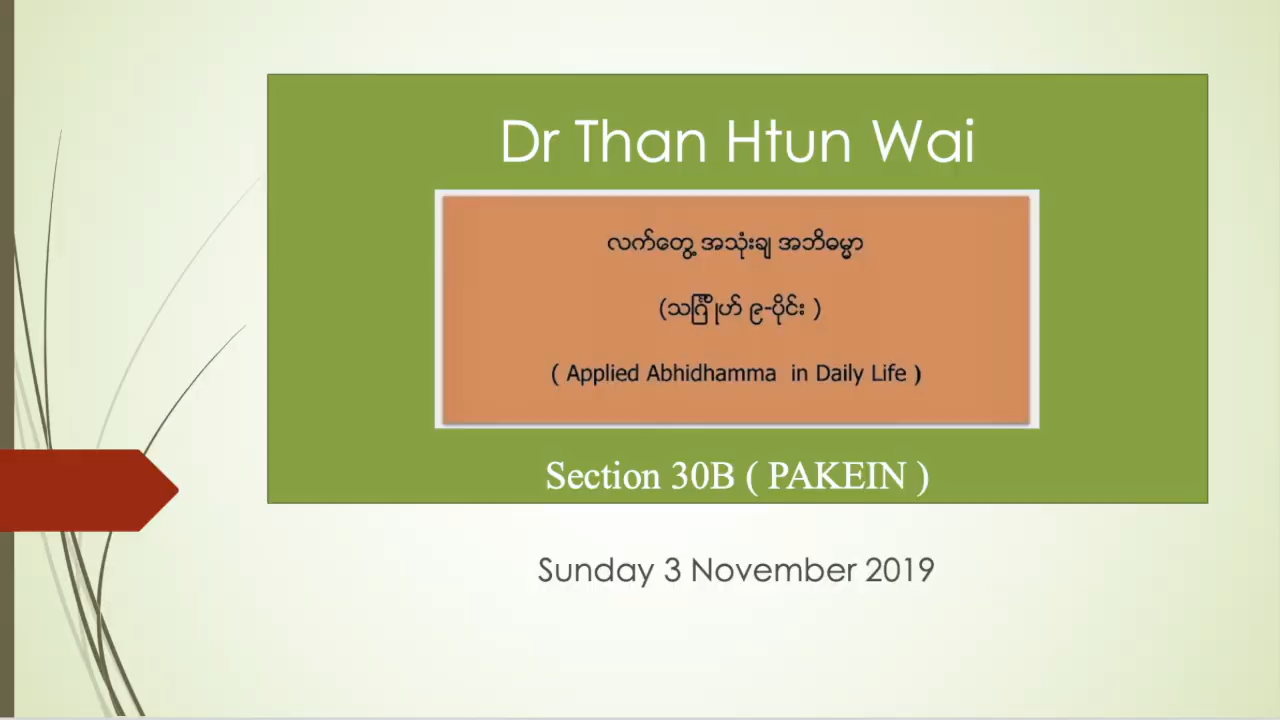 Dr Than Htun Wai
လက်တွေ့ အသုံးချ အဘိဓမ္မာ
(သင်္ဂြိုဟ် ၉-ပိုင်း )
( Applied Abhidhamma in Daily Life )
Section 30B ( PAKEIN )
Sunday 3 November 2019